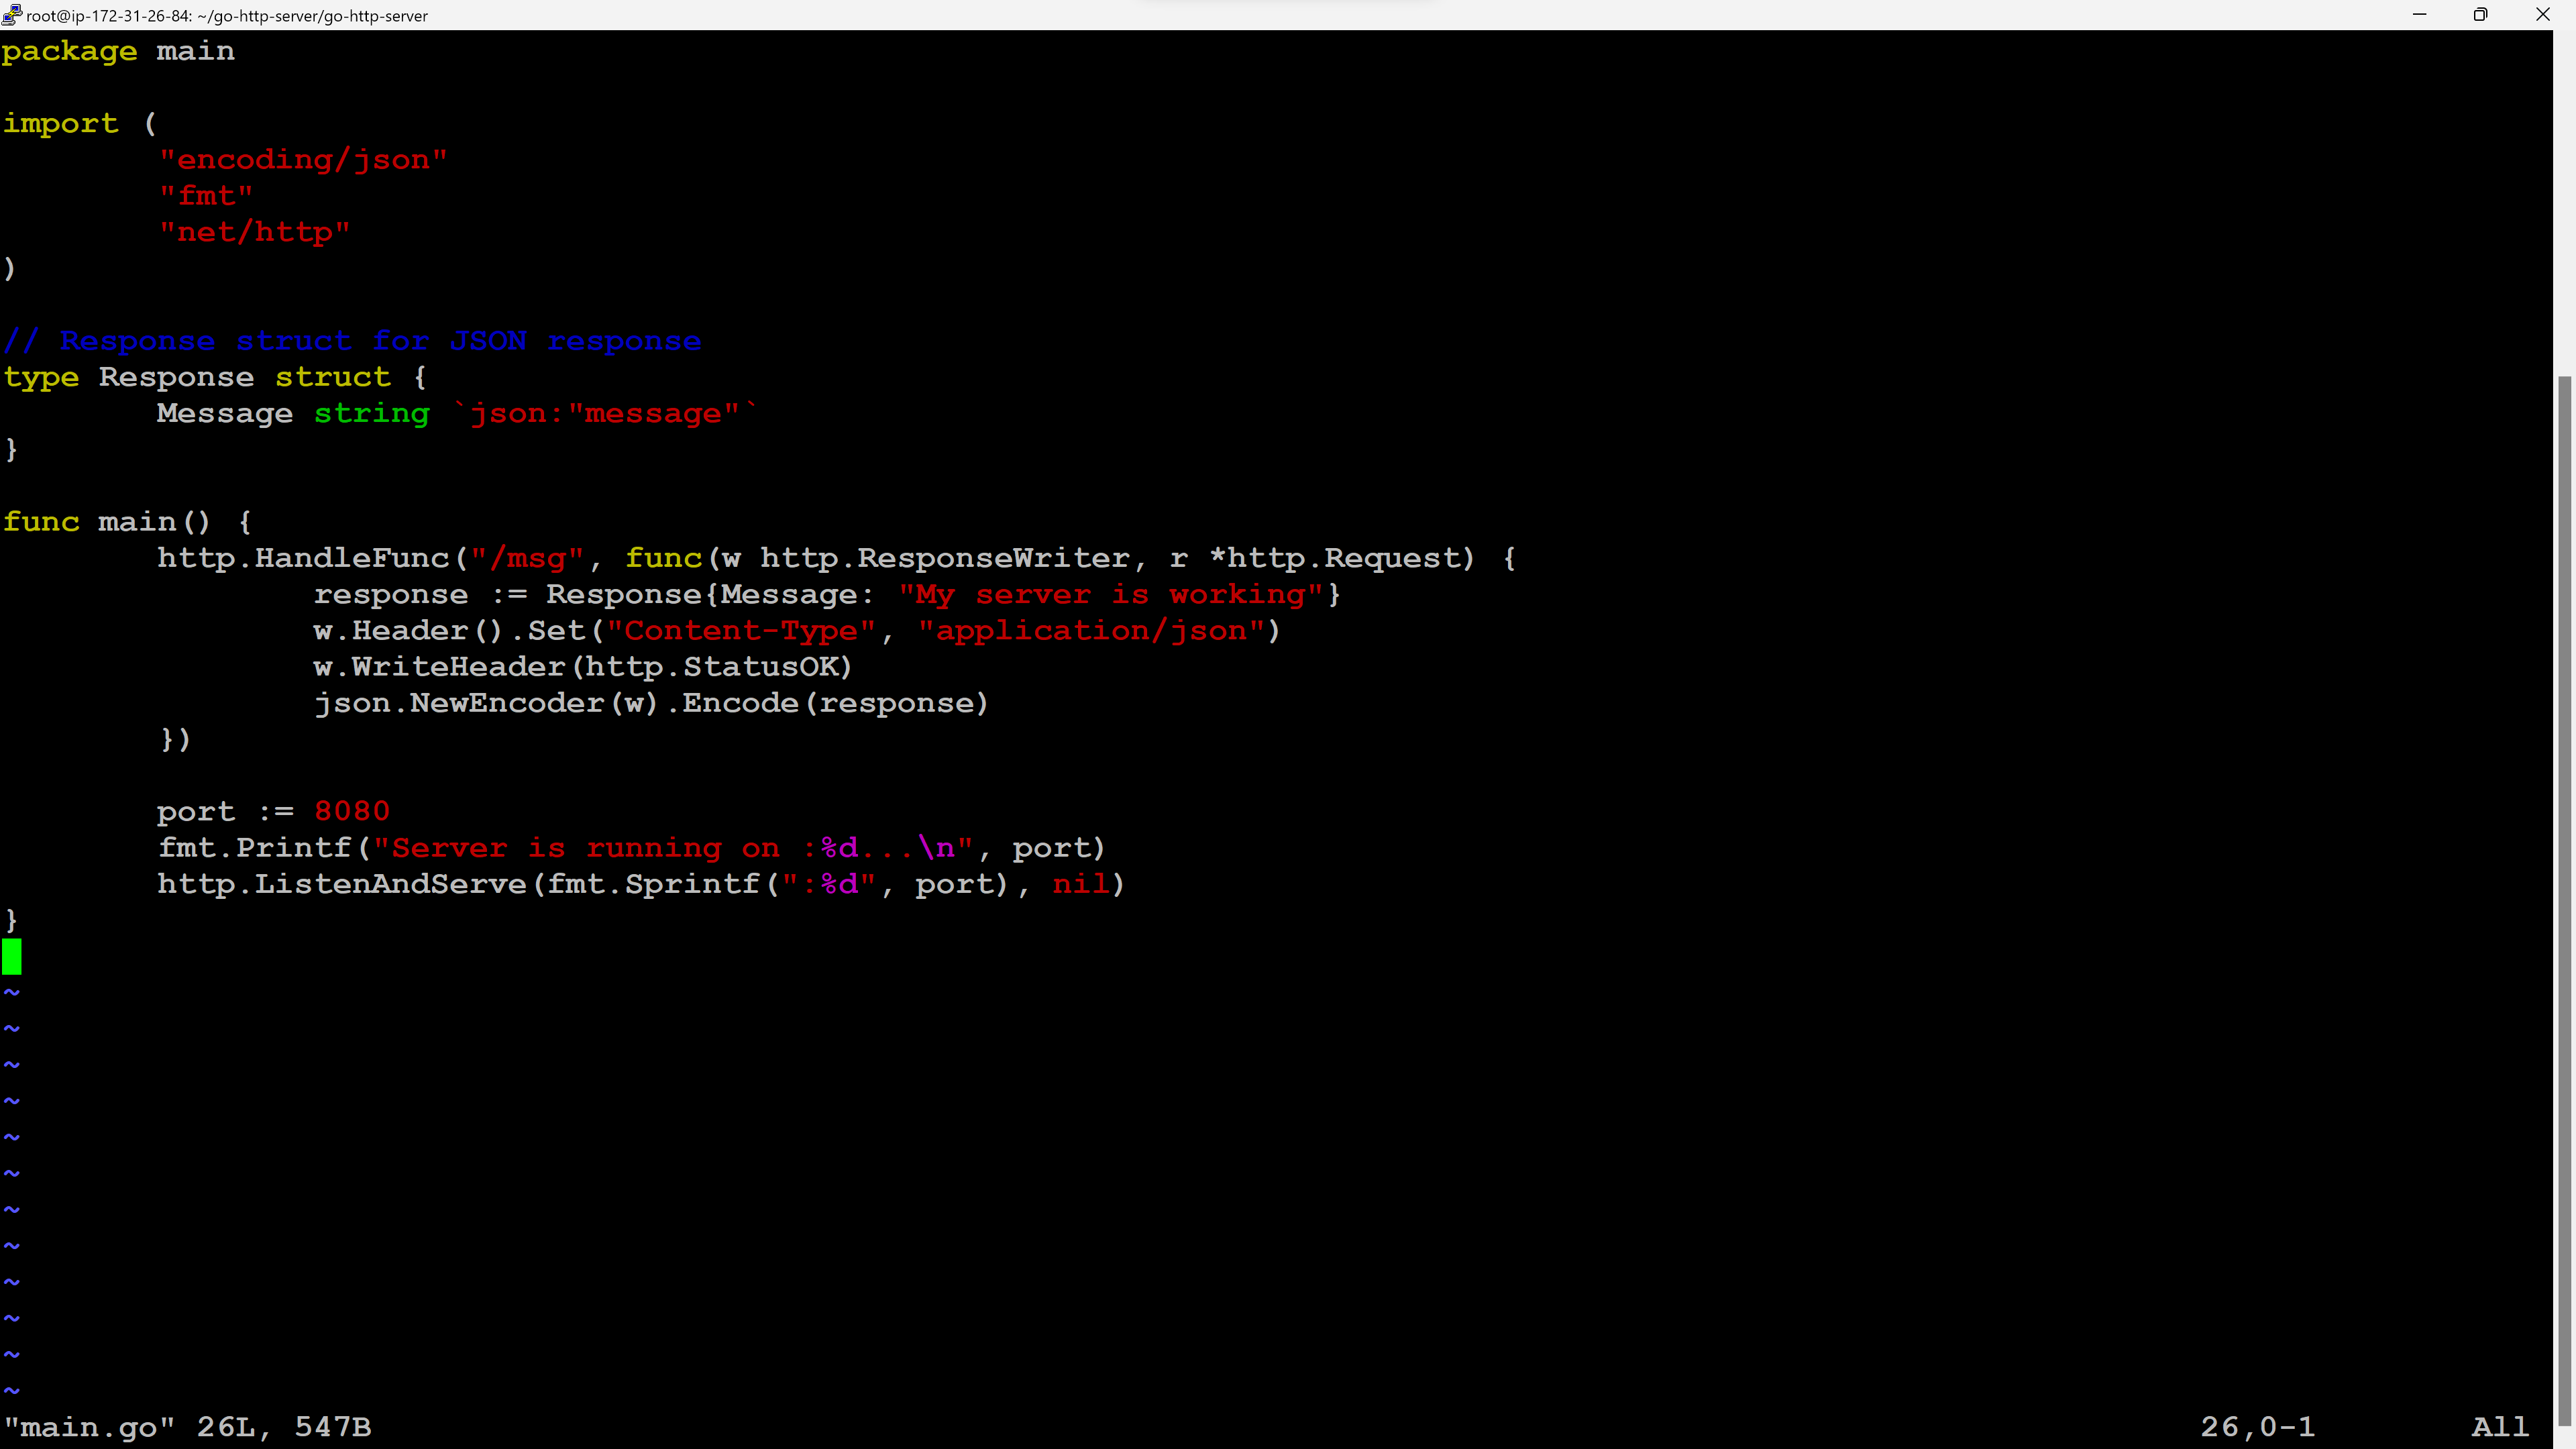 root@ip-172-31-26-84: ~/go-http-server/go-http-server
package main
import (
"encoding/json"
"fmt"
"net/http"
)
// Response struct for JSON response
type Response struct {
Message string `json:"message"`
}
func main() {
http.HandleFunc("/msg", func(w http.ResponseWriter, r *http.Request) {
response := Response{Message: "My server is working"}
w.Header().Set("Content-Type", "application/json")
w.WriteHeader(http.StatusOK)
json.NewEncoder(w).Encode(response)
})
port := 8080
fmt.Printf("Server is running on :%d...\n", port)
http.ListenAndServe(fmt.Sprintf(":%d", port), nil)
}
~
~
~
~
~
~
~
~
~
~
~
~
"main.go" 26L, 547B 26,0-1 All